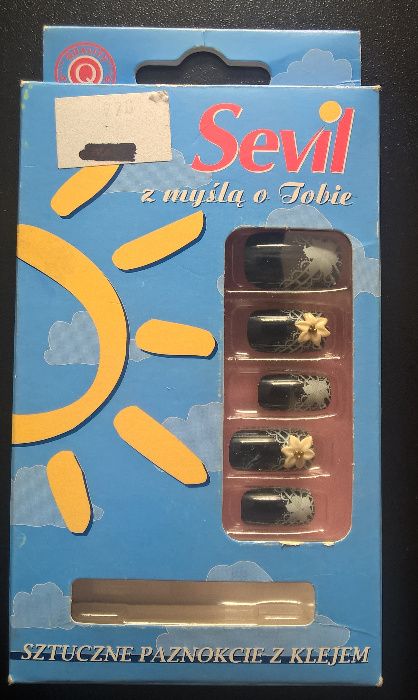 Q
Sevil
z myślą o Tobie
SZTUCZNE PAZNOKCIE Z KLEJEM